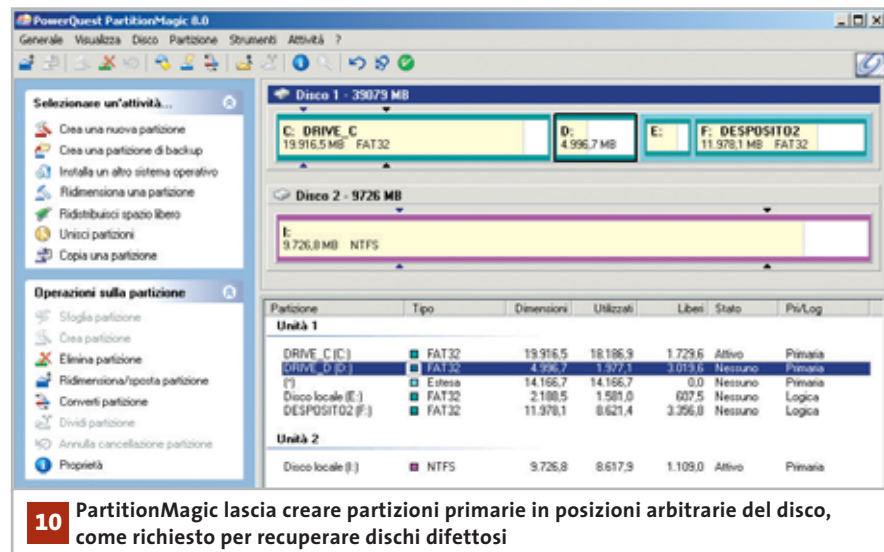 PowerQuest PartitionMagic 8.0
Generale Visualizza Disco Partizione Strumenti Attività ?
Selezionare un'attività...
Crea una nuova partizione
Crea una partizione di backup
Installa un altro sistema operativo
Ridimensiona una partizione
Ridistribuisci spazio libero
Unisci partizioni
Copia una partizione
Operazioni sulla partizione
Sfoglia partizione
Crea partizione
Elimina partizione
Ridimensiona/sposta partizione
Converti partizione
Dividi partizione
Annulla cancellazione partizione
Proprietà
Disco 1 - 39079 MB
C: DRIVE_C D: E: F: DESPOSITO2
19.916,5 MB FAT32 4.996,7 MB 11.978,1 MB FAT32
Disco 2 - 9726 MB
I:
9.726,8 MB NTFS
Partizione Tipo Dimensioni Utilizzati Liberi Stato Pri/Log
Unità 1
DRIVE_C (C:) FAT32 19.916,5 18.186,9 1.729,6 Attivo Primaria
DRIVE_D (D:) FAT32 4.996,7 1.977,1 3.019,6 Nessuno Primaria
(*) Estesa 14.166,7 14.166,7 0,0 Nessuno Primaria
Disco locale (E:) FAT32 2.188,5 1.581,0 607,5 Nessuno Logica
DESPOSITO2 (F:) FAT32 11.978,1 8.621,4 3.356,8 Nessuno Logica
Unità 2
Disco locale (I:) NTFS 9.726,8 8.617,9 1.109,0 Attivo Primaria
10 PartitionMagic lascia creare partizioni primarie in posizioni arbitrarie del disco,
come richiesto per recuperare dischi difettosi